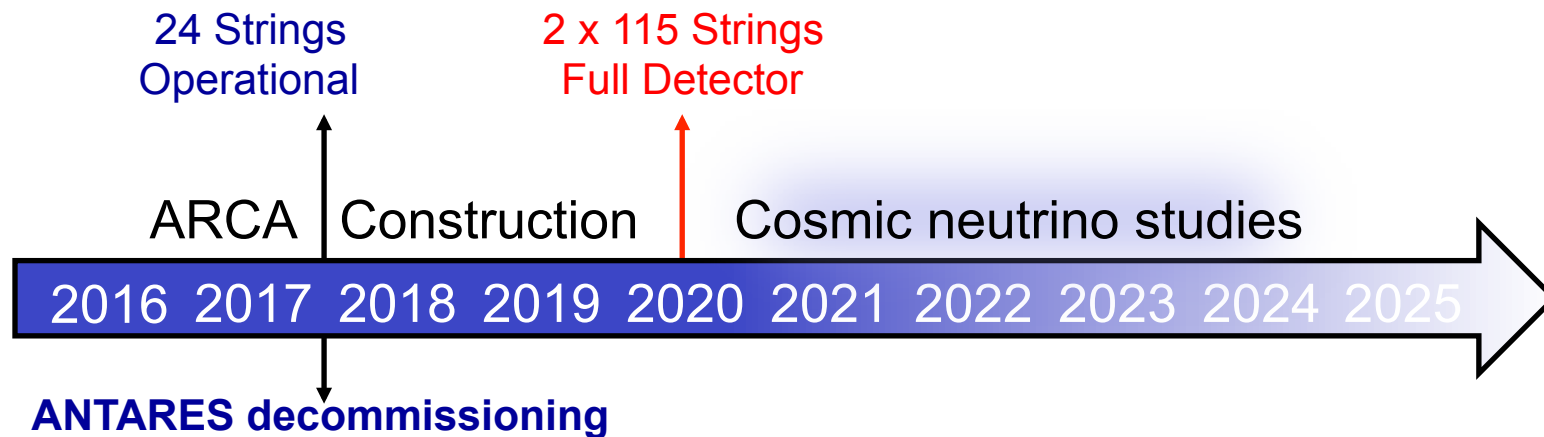 24 Strings
Operational
2 x 115 Strings
Full Detector
ARCA Construction
Cosmic neutrino studies
2016 2017 2018 2019 2020 2021 2022 2023 2024 2025
ANTARES decommissioning